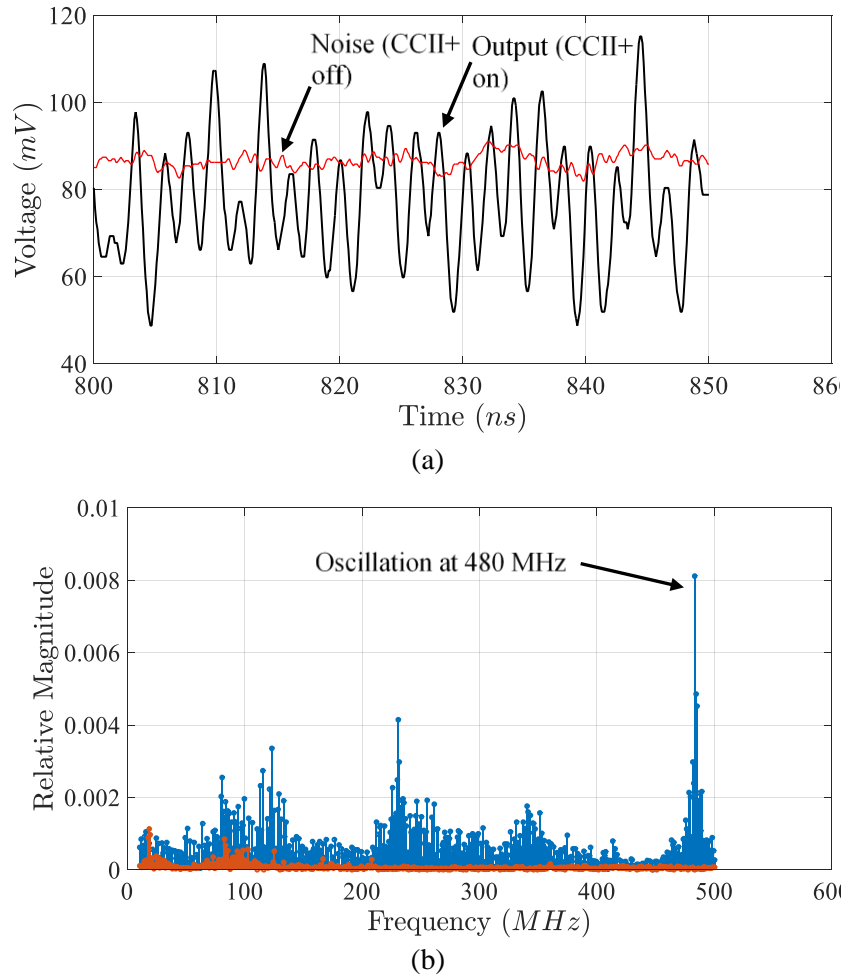 Noise (CCII+ off)
Output (CCII+ on)
120
100
80
60
40
Voltage (mV)
800
810
820
830
840
850
860
Time (ns)
(a)
0.01
0.008
0.006
0.004
0.002
0
Relative Magnitude
Oscillation at 480 MHz
0
100
200
300
400
500
600
Frequency (MHz)
(b)